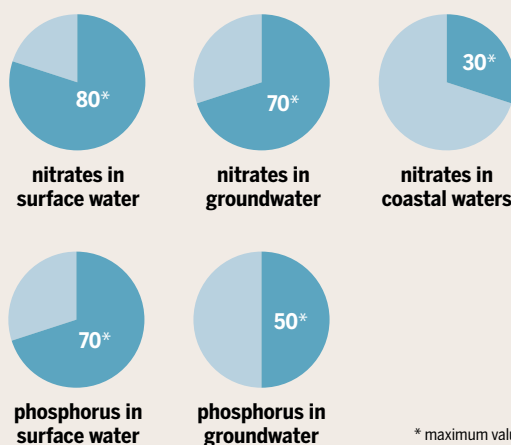 80*
70*
30*
nitrates in
surface water
nitrates in
groundwater
nitrates in
coastal waters
70*
50*
phosphorus in
surface water
phosphorus in
groundwater
* maximum